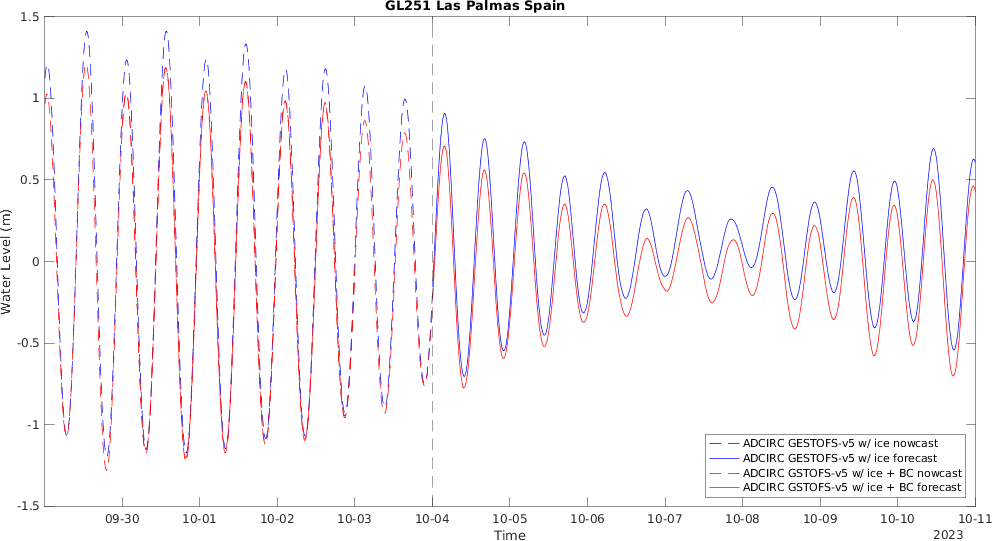 GL251 Las Palmas Spain
1.5
1
0.5
0
-0.5
-1
-1.5
Water Level (m)
09-30
10-01
10-02
10-03
10-04
10-05
10-06
10-07
10-08
10-09
10-10
10-11
Time
2023
ADCIRC GESTOFS-v5 w/ ice nowcast
ADCIRC GESTOFS-v5 w/ ice forecast
ADCIRC GSTOFS-v5 w/ ice + BC nowcast
ADCIRC GSTOFS-v5 w/ ice + BC forecast